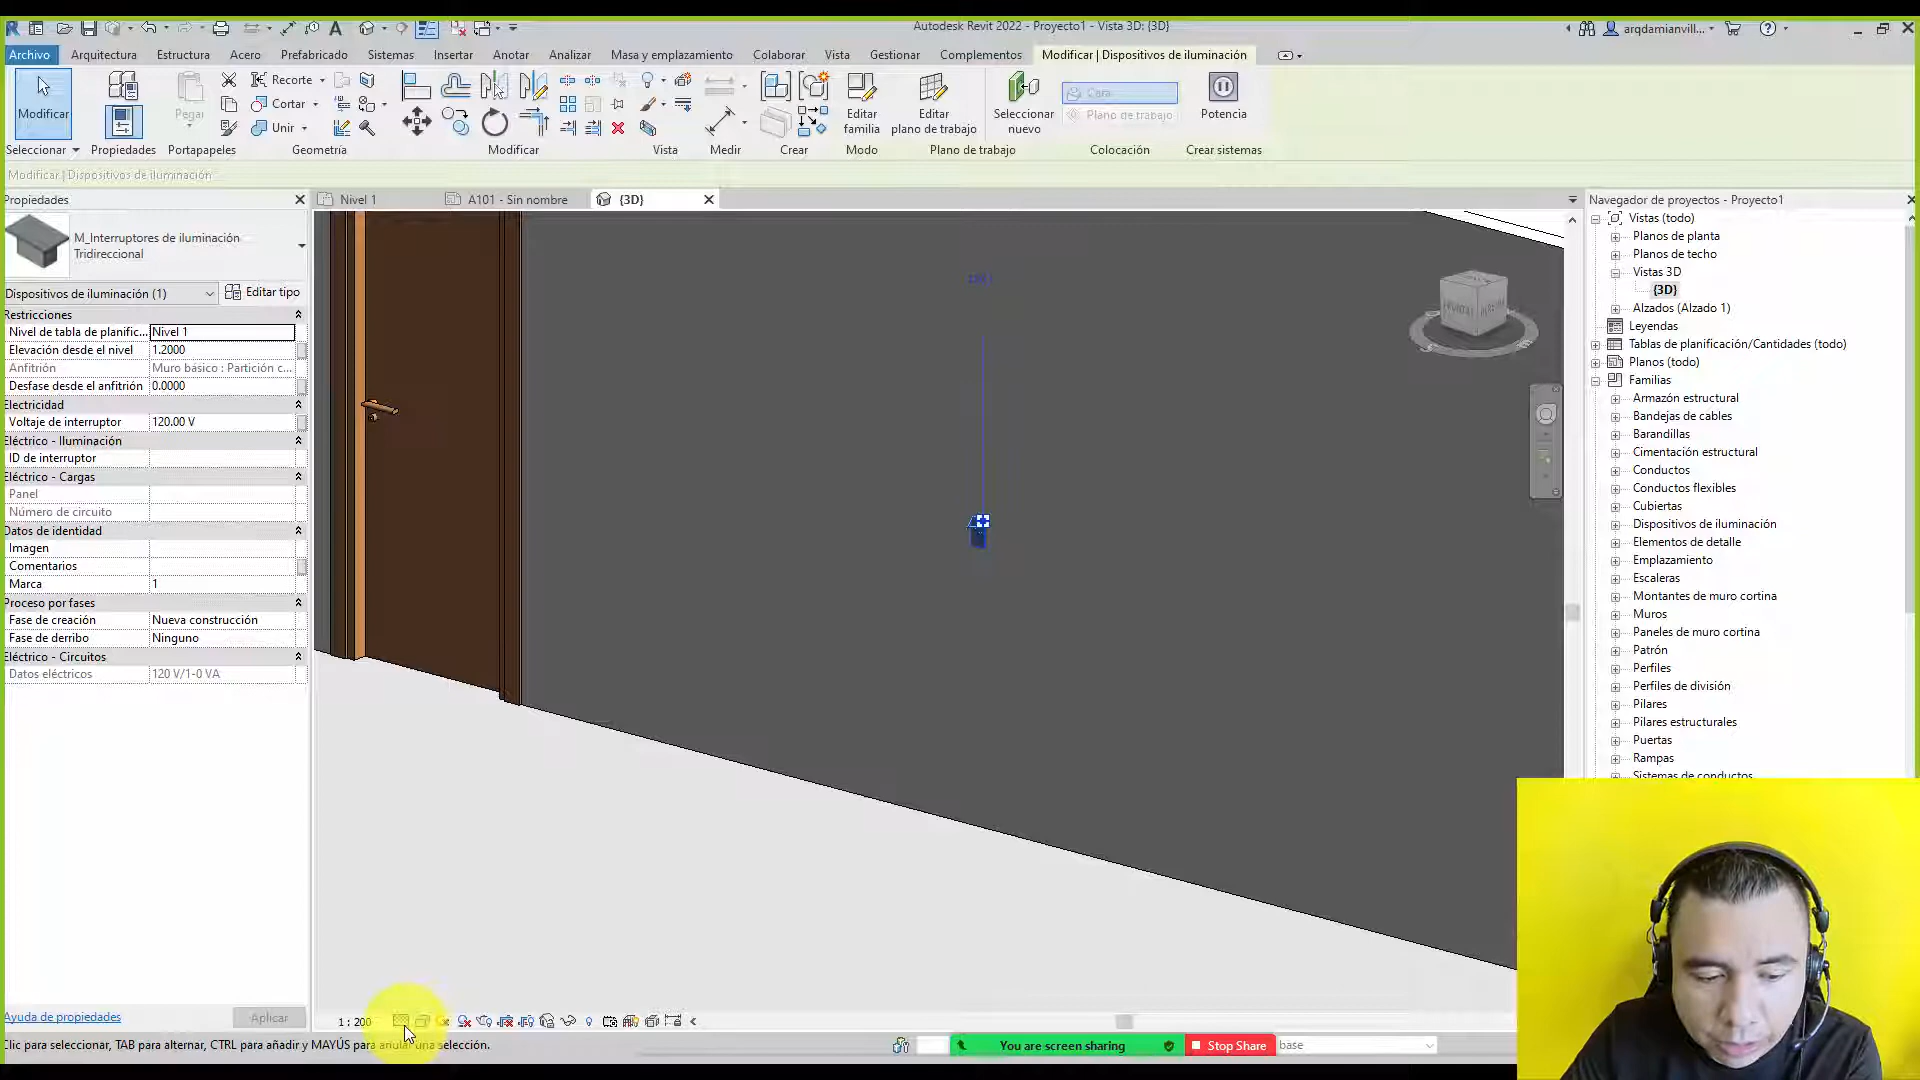 Autodesk Revit 2022 - Proyecto1 - Vista 3D: {3D}
arqdamianvill...
Archivo Arquitectura Estructura Acero Prefabricado Sistemas Insertar Anotar Analizar Masa y emplazamiento Colaborar Vista Gestionar Complementos Modificar | Dispositivos de iluminación
Modificar
Pegar
Recorte
Cortar
Unir
Editar familia
Editar plano de trabajo
Seleccionar nuevo
Cara
Plano de trabajo
Potencia
Seleccionar Propiedades Portapapeles Geometría Modificar Vista Medir Crear Modo Plano de trabajo Colocación Crear sistemas
Modificar | Dispositivos de iluminación
Propiedades
Nivel 1
A101 - Sin nombre
{3D}
M_Interruptores de iluminación
Tridireccional
Dispositivos de iluminación (1)
Editar tipo
Restricciones
Nivel de tabla de planific... Nivel 1
Elevación desde el nivel 1.2000
Anfitrión Muro básico : Partición c...
Desfase desde el anfitrión 0.0000
Electricidad
Voltaje de interruptor 120.00 V
Eléctrico - Iluminación
ID de interruptor
Eléctrico - Cargas
Panel
Número de circuito
Datos de identidad
Imagen
Comentarios
Marca 1
Proceso por fases
Fase de creación Nueva construcción
Fase de derribo Ninguno
Eléctrico - Circuitos
Datos eléctricos 120 V/1-0 VA
Ayuda de propiedades
Aplicar
Navegador de proyectos - Proyecto1
Vistas (todo)
Planos de planta
Planos de techo
Vistas 3D
{3D}
Alzados (Alzado 1)
Leyendas
Tablas de planificación/Cantidades (todo)
Planos (todo)
Familias
Armazón estructural
Bandejas de cables
Barandillas
Cimentación estructural
Conductos
Conductos flexibles
Cubiertas
Dispositivos de iluminación
Elementos de detalle
Emplazamiento
Escaleras
Montantes de muro cortina
Muros
Paneles de muro cortina
Patrón
Perfiles
Perfiles de división
Pilares
Pilares estructurales
Puertas
Rampas
Sistemas de conductos
1 : 200
Clic para seleccionar, TAB para alternar, CTRL para añadir y MAYÚS para anular una selección.
You are screen sharing
Stop Share
base